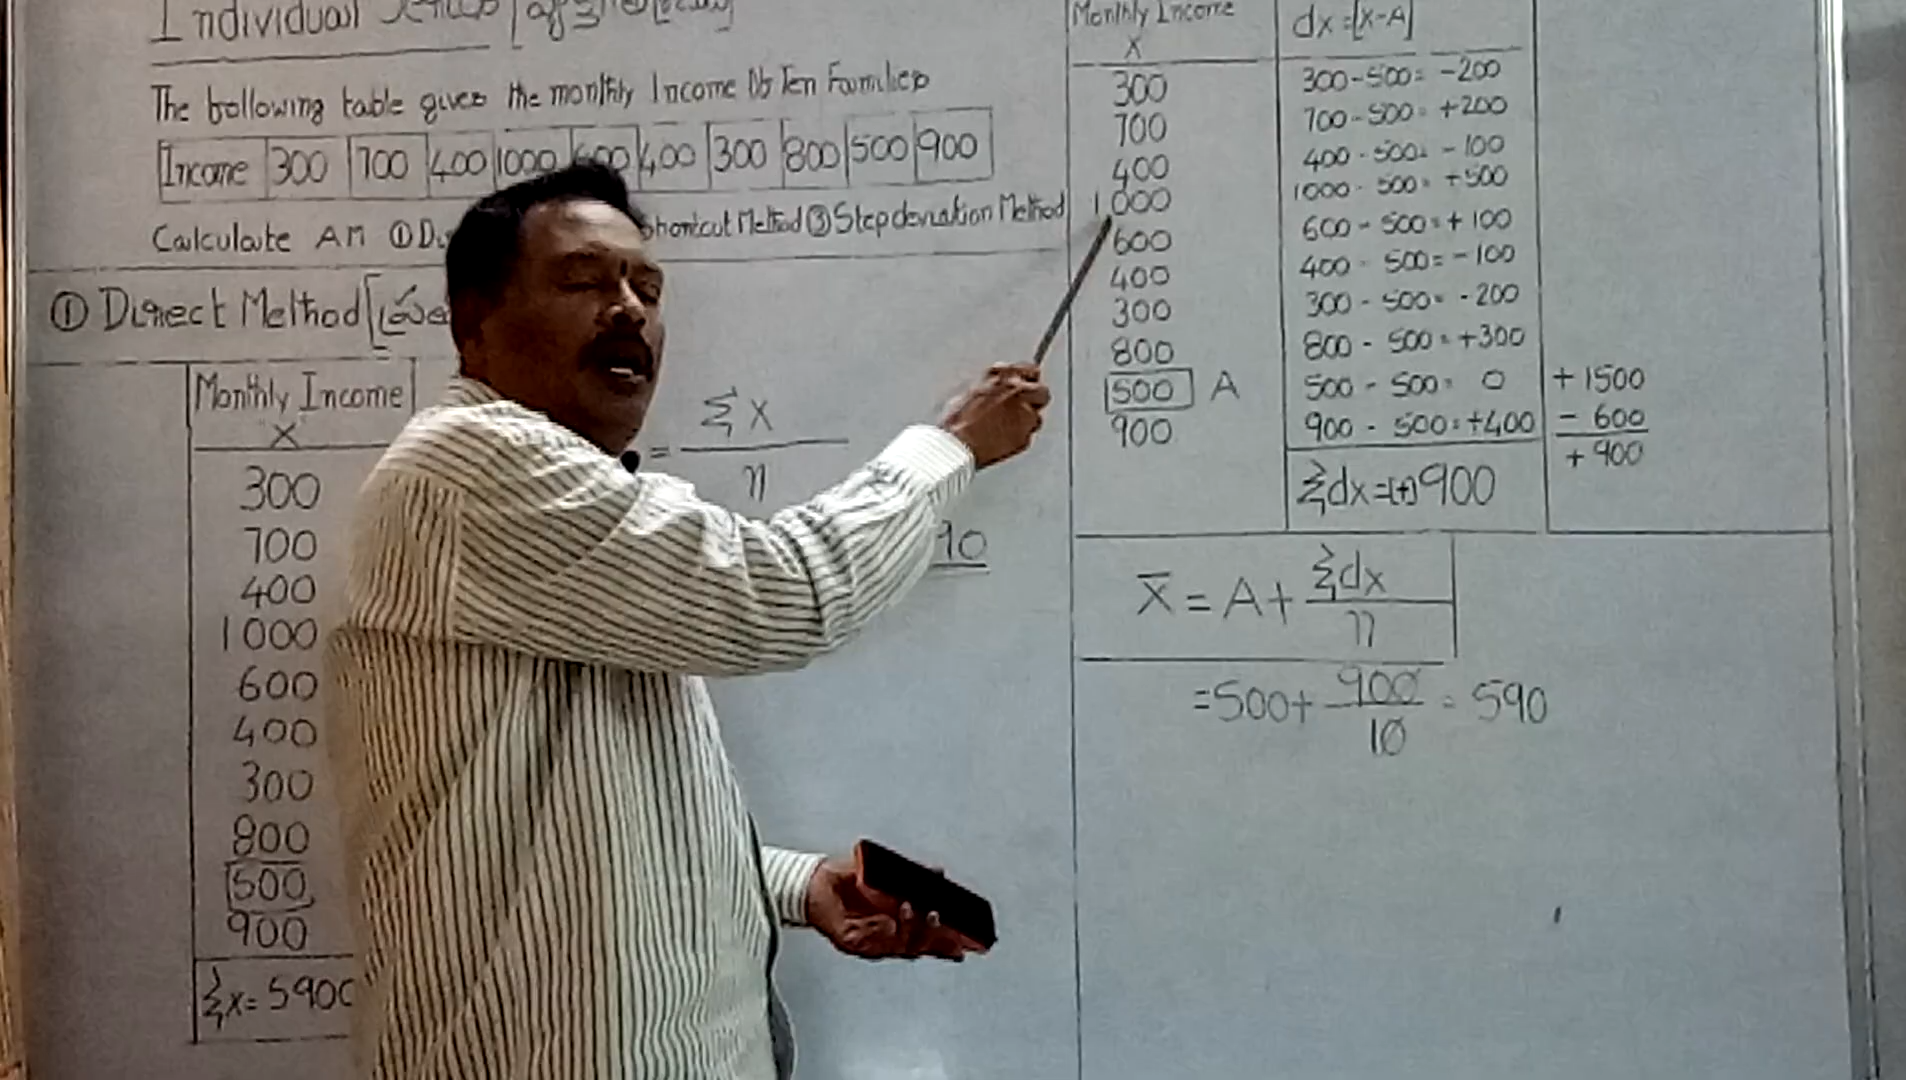 Individual
The following table gives the monthly Income Of Ten Families
Income 300 700 400 1000 600 400 300 800 500 900
Calculate AM ① Shortcut Method ③ Step deviation Method
① Direct Method
Monthly Income
X
300
700
400
1000
600
400
300
800
500
900
Σx= 5900
= ΣX
n
10
Monthly Income dx=[X-A]
X
300 300-500= -200
700 700-500= +200
400 400-500= -100
1000 1000-500= +500
600 600-500=+100
400 400-500=-100
300 300-500= -200
800 800-500=+300
500 A 500-500= 0 +1500
900 900-500=+400 -600
Σdx=(+)900 +900
X̄ = A+ Σdx
n
=500+ 900 = 590
10